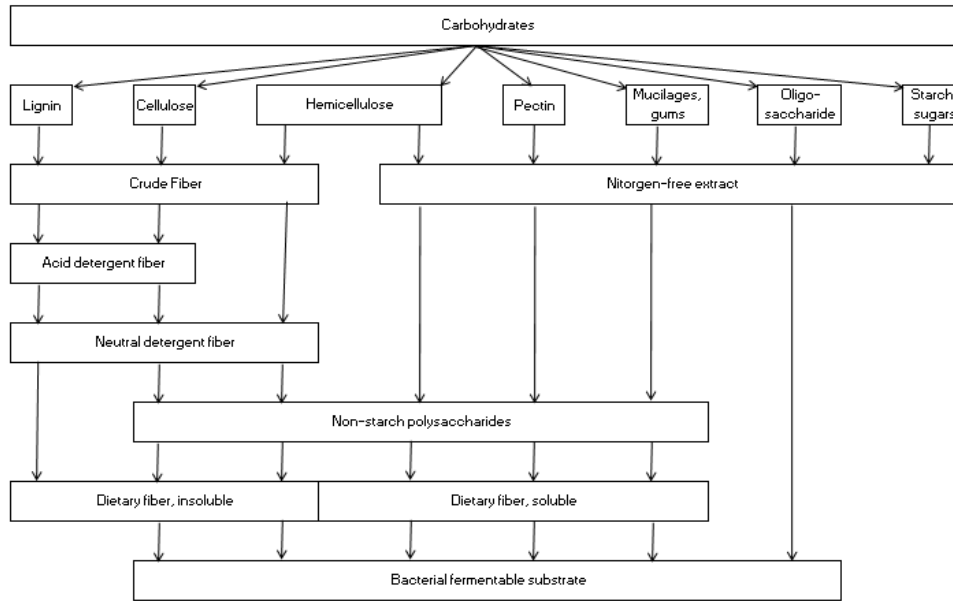 Carbohydrates
Lignin
Cellulose
Hemicellulose
Pectin
Mucilages,
gums
Oligo-
saccharide
Starch
sugars
Crude Fiber
Nitorgen-free extract
Acid detergent fiber
Neutral detergent fiber
Non-starch polysaccharides
Dietary fiber, insoluble
Dietary fiber, soluble
Bacterial fermentable substrate